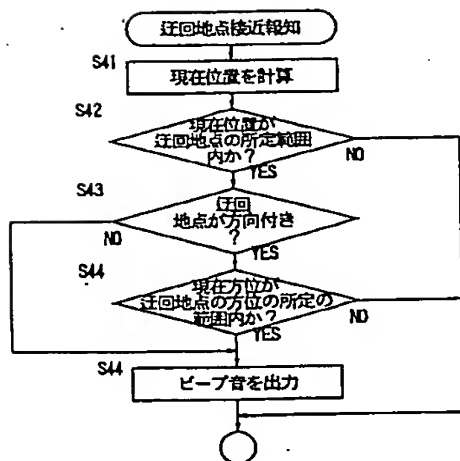 迂回地点接近報知
S41
現在位置を計算
S42
現在位置が
迂回地点の所定範囲
内か?
NO
YES
S43
迂回
地点が方向付き
?
NO
YES
S44
現在方位が
迂回地点の方位の所定の
範囲内か?
NO
YES
S44
ビープ音を出力